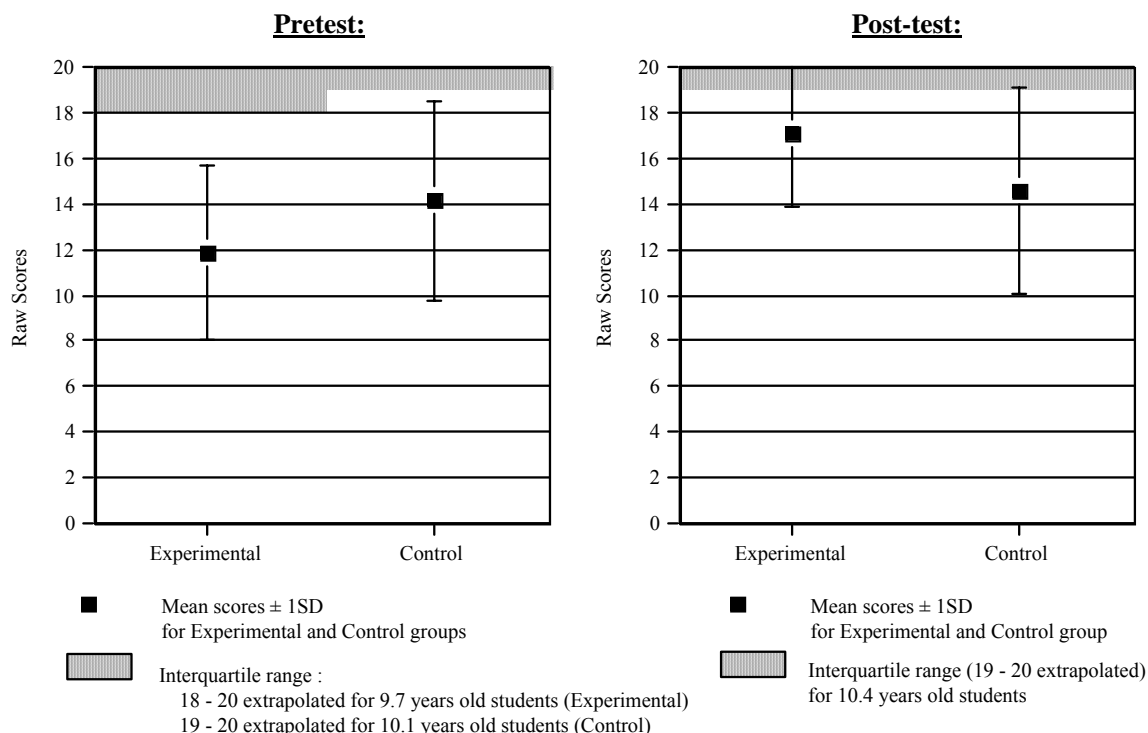 Pretest:
Post-test:
20
18
16
14
12
10
8
6
4
2
0
Raw Scores
Experimental
Control
20
18
16
14
12
10
8
6
4
2
0
Raw Scores
Experimental
Control
Mean scores ± 1SD
for Experimental and Control groups
Interquartile range :
18 - 20 extrapolated for 9.7 years old students (Experimental)
19 - 20 extrapolated for 10.1 years old students (Control)
Mean scores ± 1SD
for Experimental and Control group
Interquartile range (19 - 20 extrapolated)
for 10.4 years old students